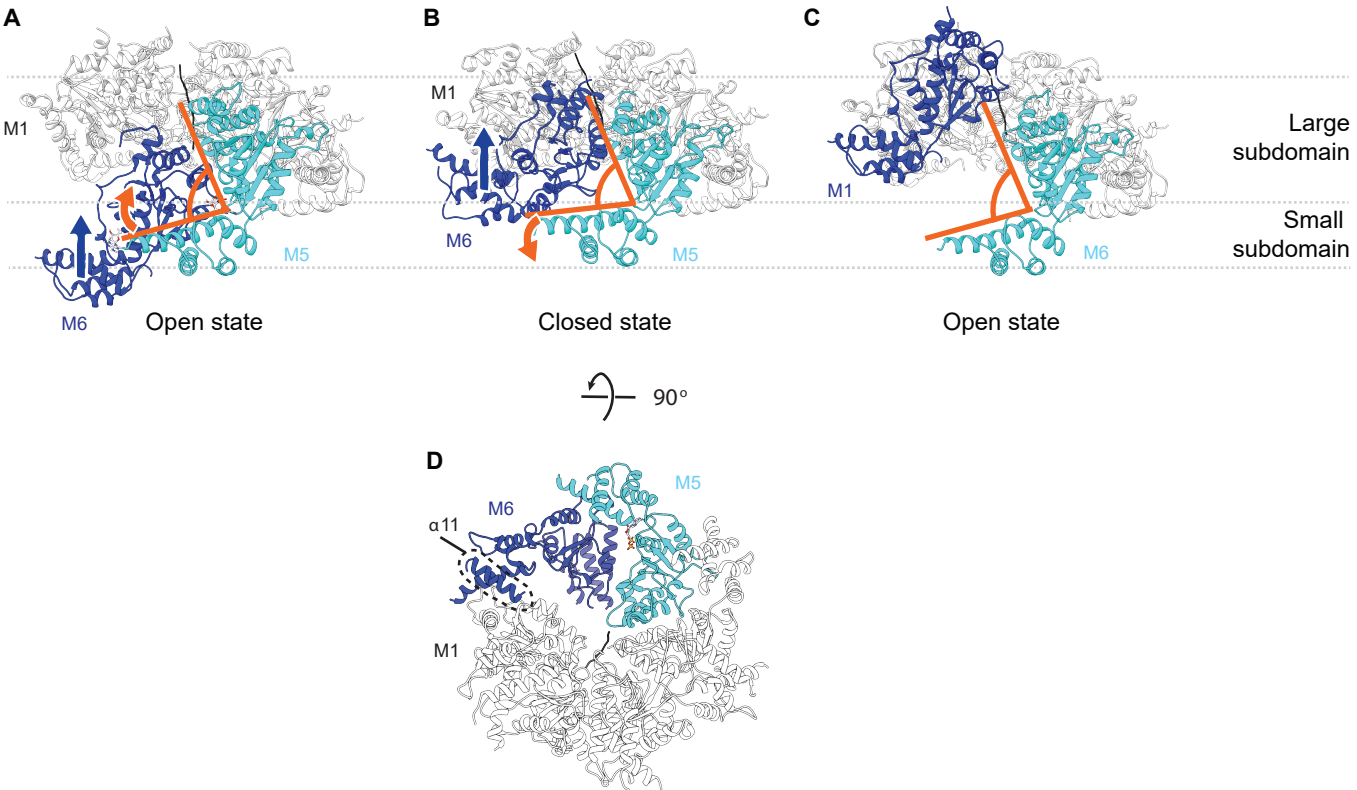 A
B
C
M1
M1
M1
Large
subdomain
Small
subdomain
M6
M5
M6
M5
M6
Open state
Closed state
Open state
90°
D
M5
M6
α11
M1